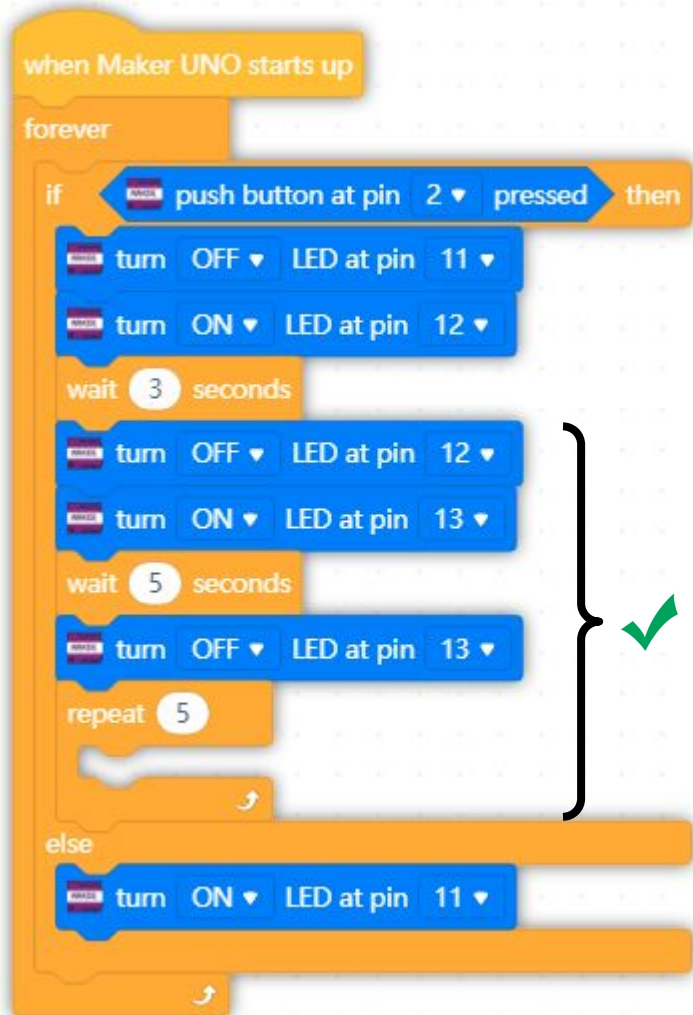 when Maker UNO starts up
forever
if push button at pin 2 pressed then
turn OFF LED at pin 11
turn ON LED at pin 12
wait 3 seconds
turn OFF LED at pin 12
turn ON LED at pin 13
wait 5 seconds
turn OFF LED at pin 13
repeat 5
else
turn ON LED at pin 11